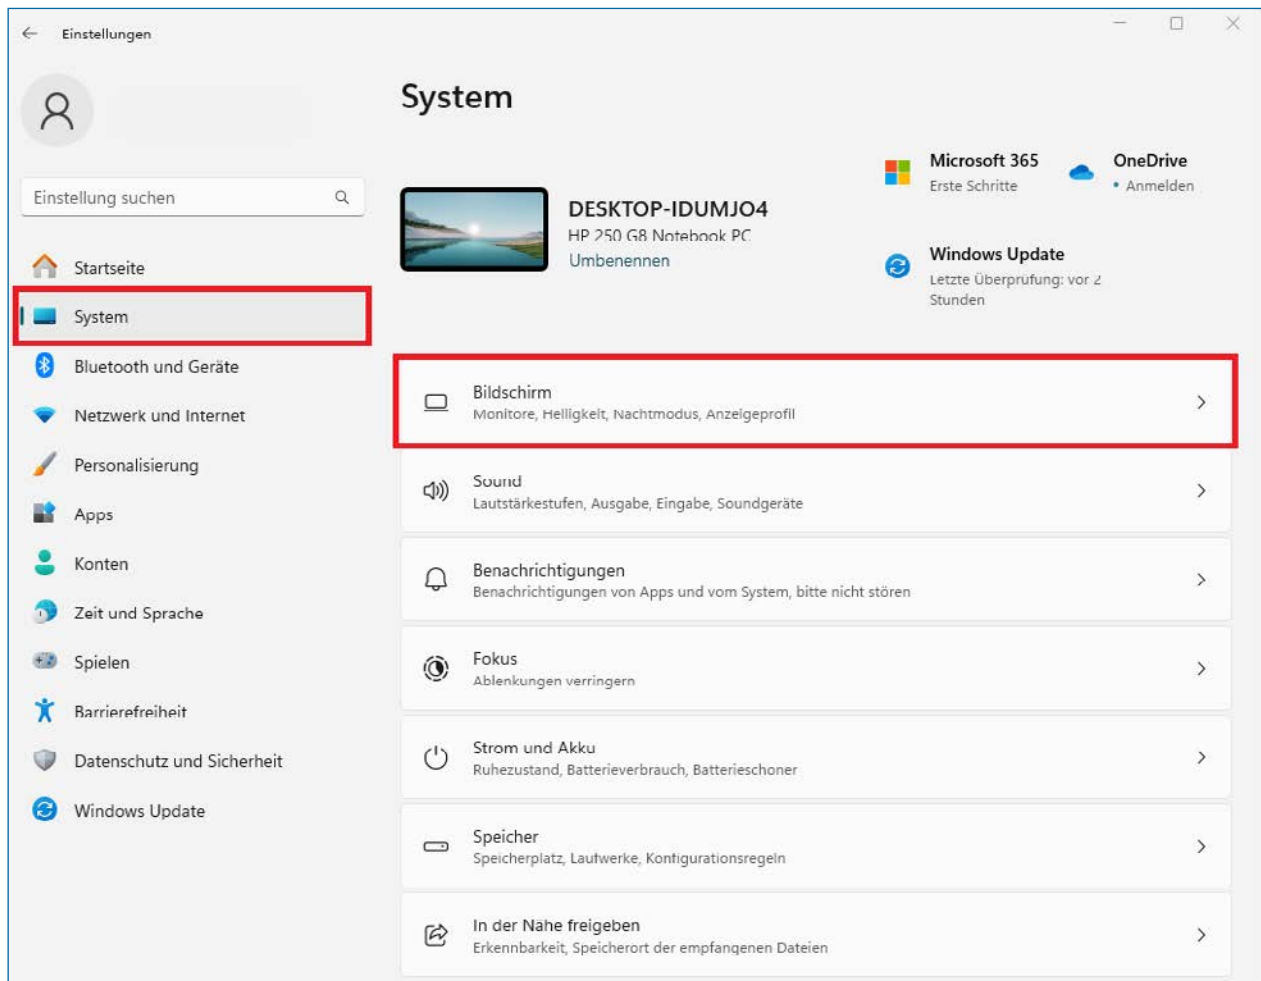 Einstellungen
System
Einstellung suchen
Microsoft 365
Erste Schritte
OneDrive
• Anmelden
DESKTOP-IDUMJO4
HP 250 G8 Notebook PC
Umbenennen
Windows Update
Letzte Überprüfung: vor 2
Stunden
Startseite
System
Bluetooth und Geräte
Netzwerk und Internet
Personalisierung
Apps
Konten
Zeit und Sprache
Spielen
Barrierefreiheit
Datenschutz und Sicherheit
Windows Update
Bildschirm
Monitore, Helligkeit, Nachtmodus, Anzeigeprofil
Sound
Lautstärkestufen, Ausgabe, Eingabe, Soundgeräte
Benachrichtigungen
Benachrichtigungen von Apps und vom System, bitte nicht stören
Fokus
Ablenkungen verringern
Strom und Akku
Ruhezustand, Batterieverbrauch, Batterieschoner
Speicher
Speicherplatz, Laufwerke, Konfigurationsregeln
In der Nähe freigeben
Erkennbarkeit, Speicherort der empfangenen Dateien